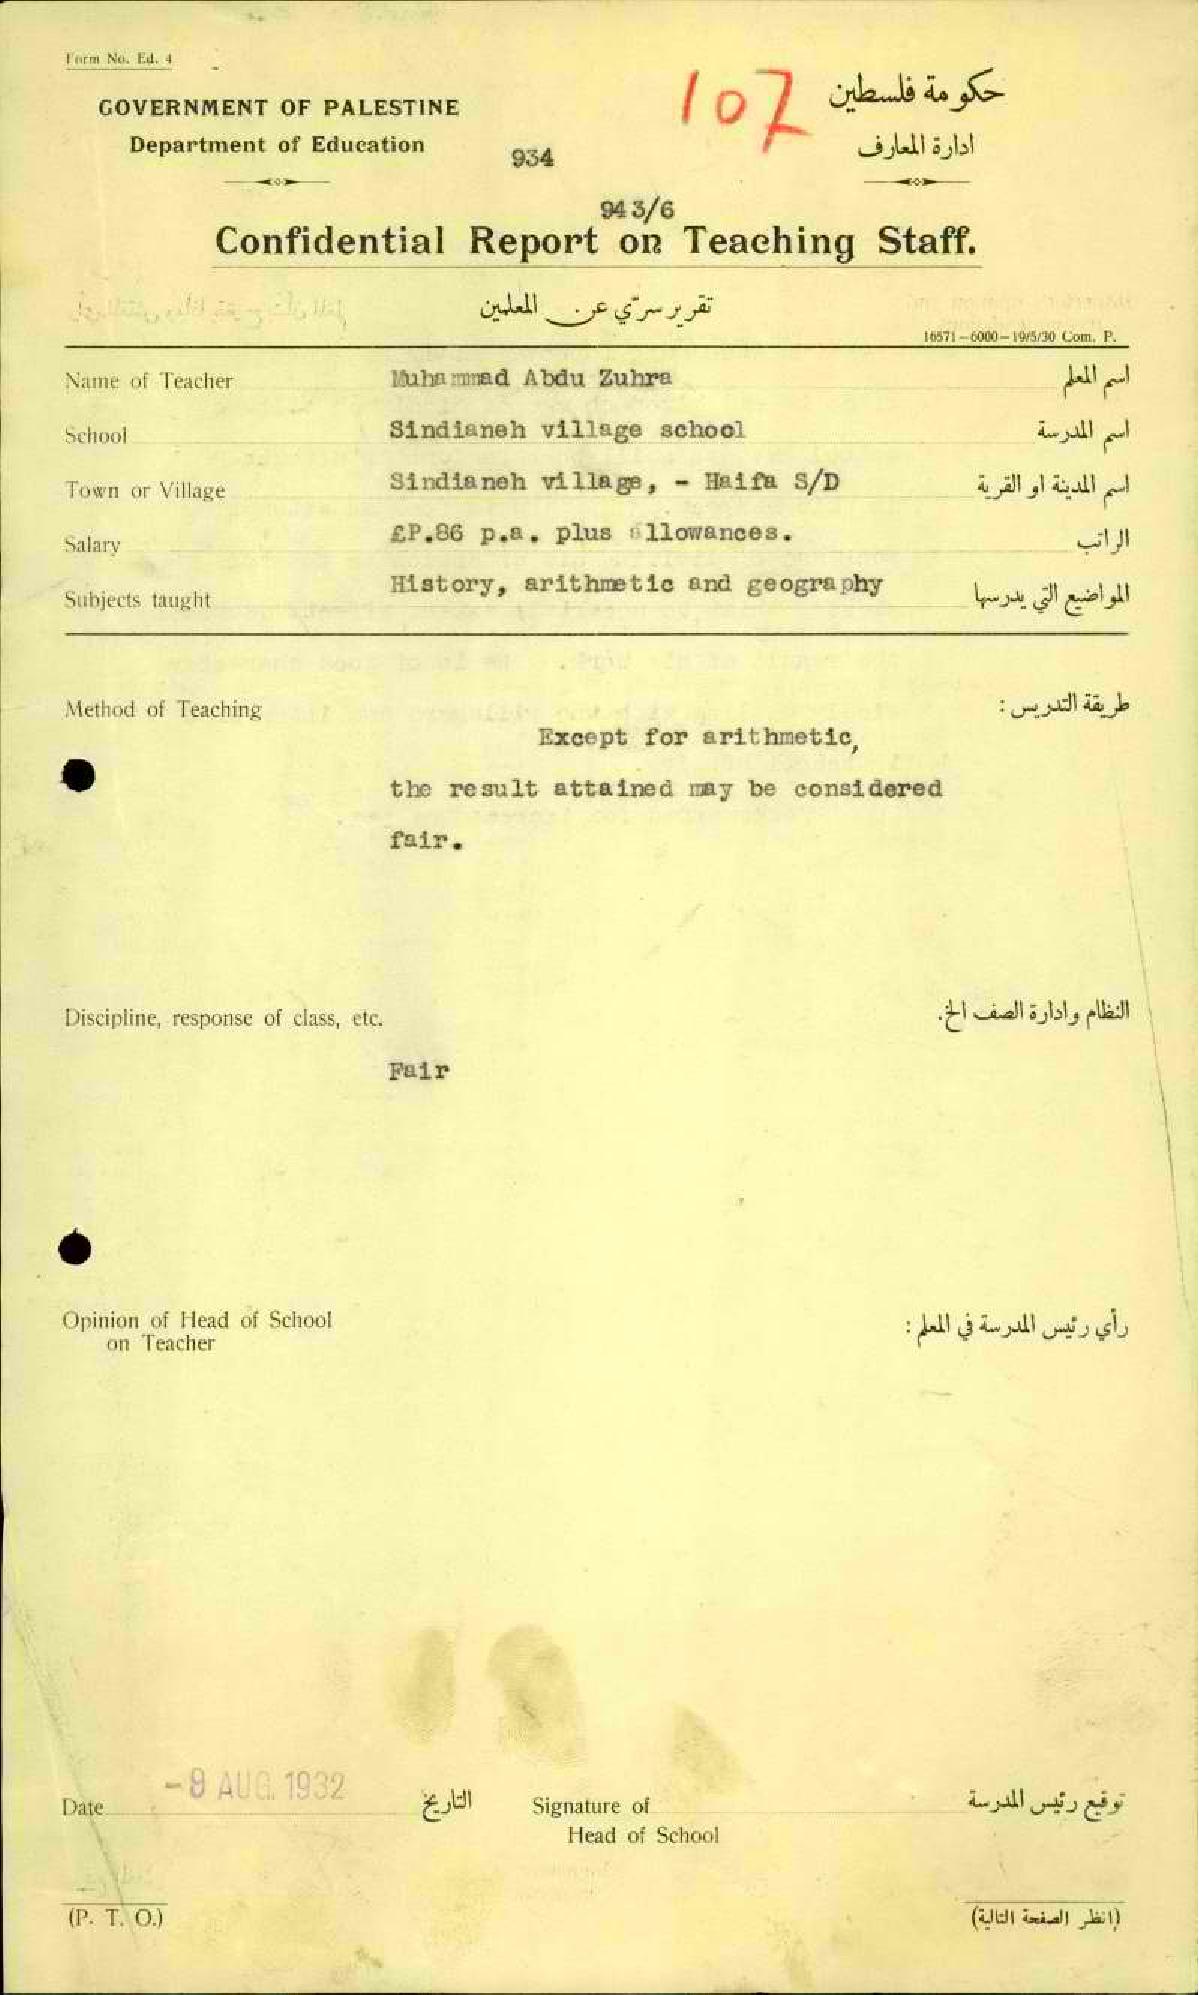 Form No. Ed. 4
GOVERNMENT OF PALESTINE
Department of Education
107
حكومة فلسطين
ادارة المعارف
934
943/6
Confidential Report on Teaching Staff.
تقرير سرّي عن المعلمين
16571—6000—19/5/30 Com. P.
Name of Teacher Muhammad Abdu Zuhra اسم المعلم
School Sindianeh village school اسم المدرسة
Town or Village Sindianeh village, - Haifa S/D اسم المدينة او القرية
Salary £P.86 p.a. plus allowances. الراتب
Subjects taught History, arithmetic and geography المواضيع التي يدرسها
Method of Teaching طريقة التدريس :
Except for arithmetic,
the result attained may be considered
fair.
Discipline, response of class, etc. النظام وادارة الصف الخ.
Fair
Opinion of Head of School رأي رئيس المدرسة في المعلم :
on Teacher
Date -9 AUG. 1932 التاريخ Signature of توقيع رئيس المدرسة
Head of School
(P. T. O.) (انظر الصفحة التالية)